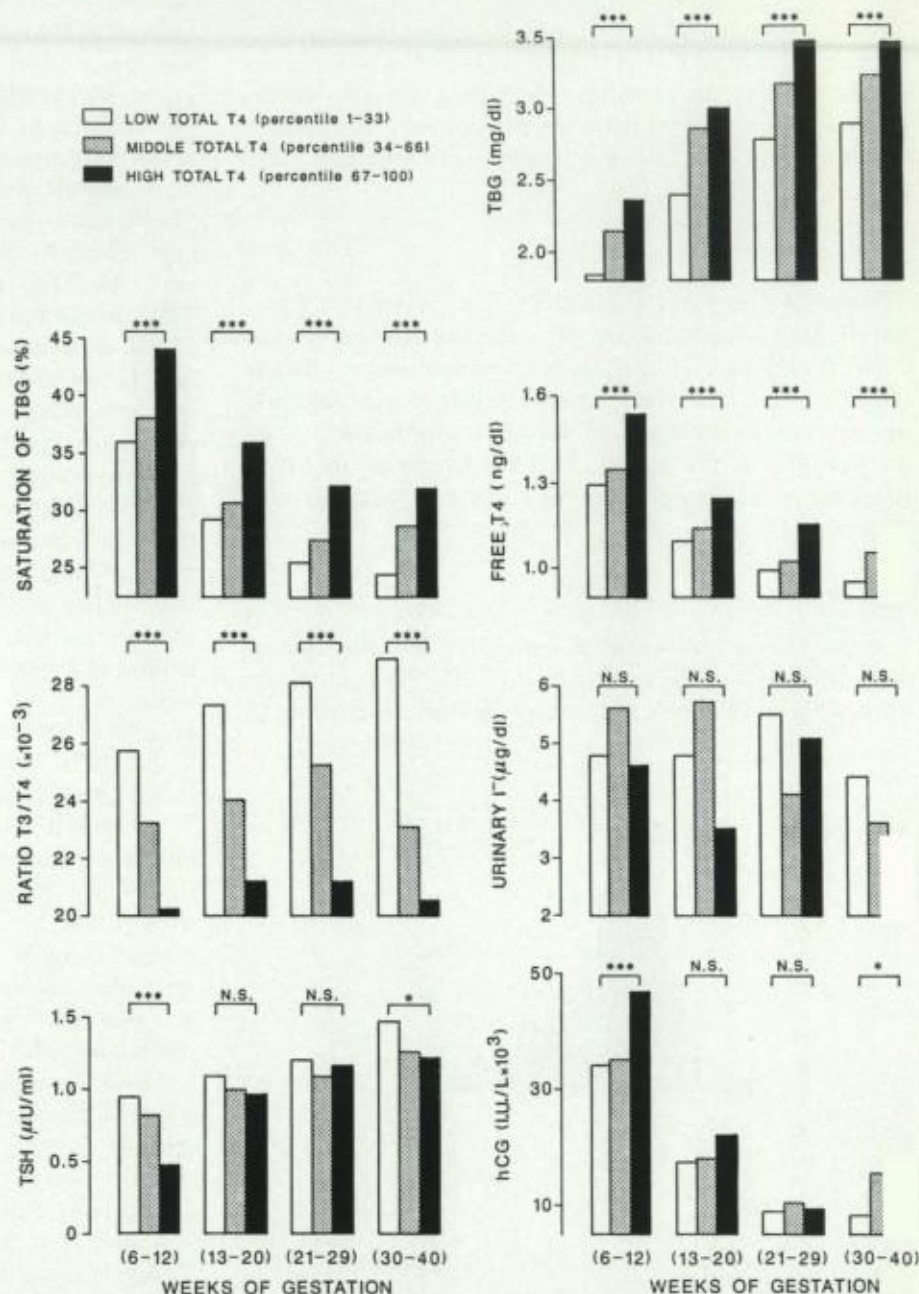 ***
***
***
***
3.5
3.0
2.5
2.0
TBG (mg/dl)
LOW TOTAL T4 (percentile 1-33)
MIDDLE TOTAL T4 (percentile 34-66)
HIGH TOTAL T4 (percentile 67-100)
***
***
***
***
45
40
35
30
25
SATURATION OF TBG (%)
***
***
***
***
1.6
1.3
1.0
FREE T4 (ng/dl)
***
***
***
***
28
26
24
22
20
RATIO T3/T4 (x10-3)
N.S.
N.S.
N.S.
N.S.
6
5
4
2
URINARY I-(μg/dl)
***
N.S.
N.S.
*
1.5
1.0
0.5
0
TSH (μU/ml)
(6-12)
(13-20)
(21-29)
(30-40)
WEEKS OF GESTATION
***
N.S.
N.S.
*
50
30
10
hCG (I.U./L.x10³)
(6-12)
(13-20)
(21-29)
(30-40)
WEEKS OF GESTATION